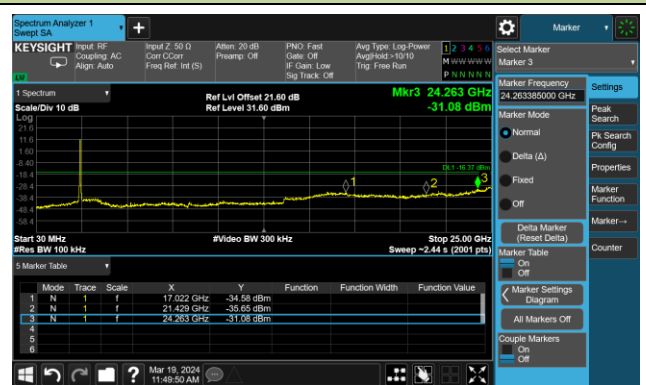 Spectrum Analyzer 1
Swept SA
Marker
KEYSIGHT
Input: RF
Coupling: AC
Align: Auto
Input Z: 50 Ω
Corr CCorr
Freq Ref: Int (S)
Atten: 20 dB
Preamp: Off
PNO: Fast
Gate: Off
IF Gain: Low
Sig Track: Off
Avg Type: Log-Power
Avg|Hold:>10/10
Trig: Free Run
1 2 3 4 5 6
M W W W W W
P N N N N N
Select Marker
Marker 3
1 Spectrum
Scale/Div 10 dB
Ref Lvl Offset 21.60 dB
Ref Level 31.60 dBm
Mkr3 24.263 GHz
-31.08 dBm
Log
21.6
11.6
1.60
-8.40
-18.4
-28.4
-38.4
-48.4
-58.4
DL1 -16.37 dBm
1
2
3
Start 30 MHz
#Res BW 100 kHz
#Video BW 300 kHz
Stop 25.00 GHz
Sweep ~2.44 s (2001 pts)
Marker Frequency
24.263385000 GHz
Marker Mode
Normal
Delta (Δ)
Fixed
Off
Delta Marker
(Reset Delta)
Marker Table
On
Off
Marker Settings
Diagram
All Markers Off
Couple Markers
On
Off
Settings
Peak
Search
Pk Search
Config
Properties
Marker
Function
Marker→
Counter
5 Marker Table
Mode Trace Scale X Y Function Function Width Function Value
1 N 1 f 17.022 GHz -34.58 dBm
2 N 1 f 21.429 GHz -35.65 dBm
3 N 1 f 24.263 GHz -31.08 dBm
4
5
6
?
Mar 19, 2024
11:49:50 AM